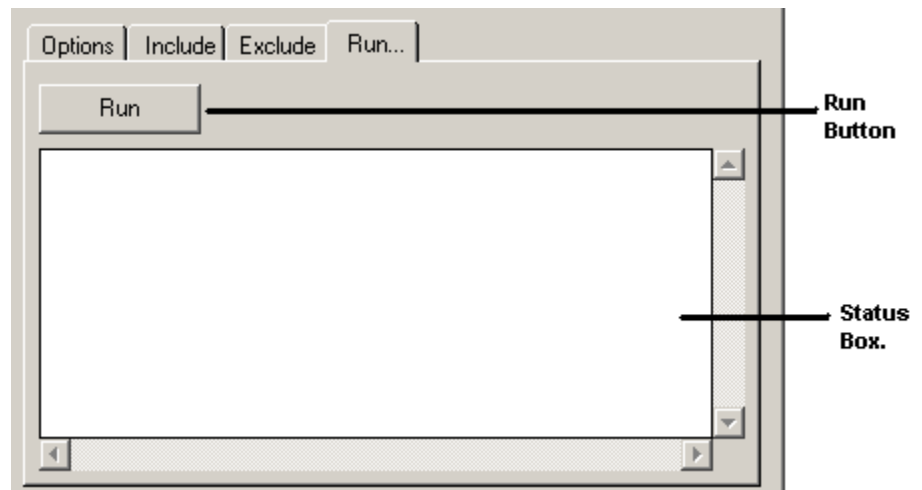 Options Include Exclude Run...
Run
Run
Button
Status
Box.